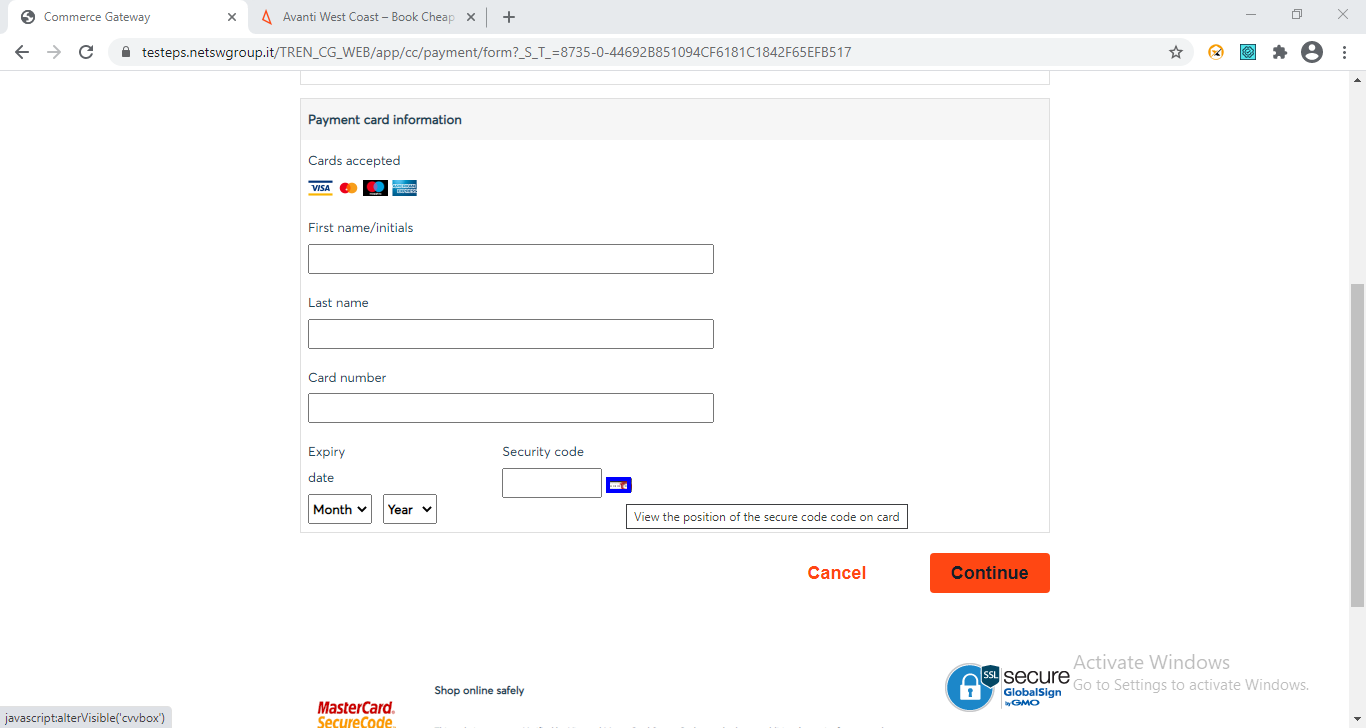 Commerce Gateway
Avanti West Coast – Book Cheap
testeps.netswgroup.it/TREN_CG_WEB/app/cc/payment/form?_S_T_=8735-0-44692B851094CF6181C1842F65EFB517
Payment card information
Cards accepted
VISA
First name/initials
Last name
Card number
Expiry
date
Security code
Month
Year
View the position of the secure code code on card
Cancel
Continue
Shop online safely
MasterCard.
SecureCode.
SSL
secure
GlobalSign
by GMO
Activate Windows
Go to Settings to activate Windows.
javascript:alterVisible('cvvbox')